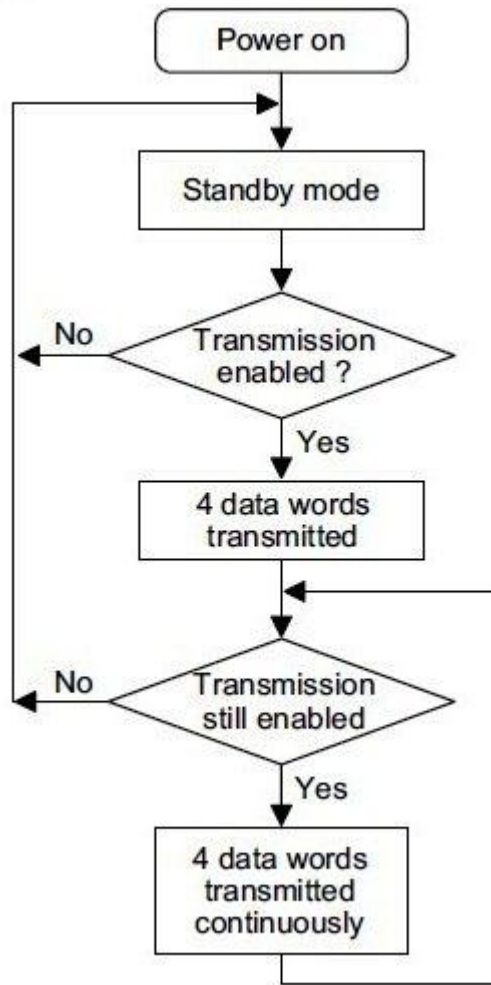 Power on
Standby mode
Transmission
enabled ?
No
Yes
4 data words
transmitted
Transmission
still enabled
No
Yes
4 data words
transmitted
continuously